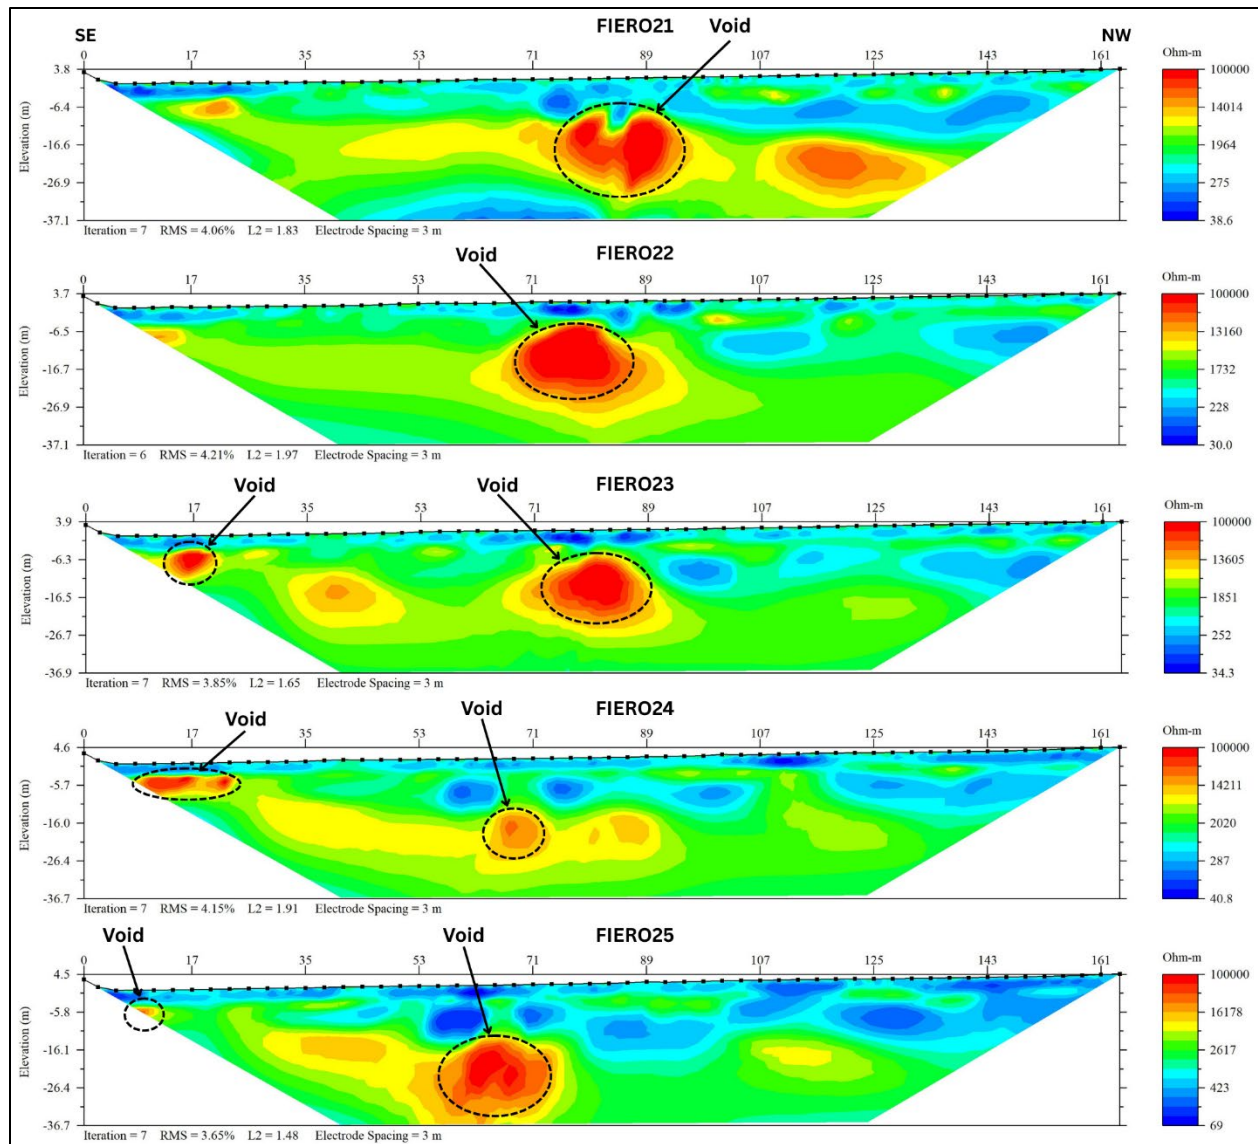 FIERO21 Void
SE NW
0 17 35 53 71 89 107 125 143 161
Ohm-m
3.8
-6.4
-16.6
-26.9
-37.1
Elevation (m)
100000
14014
1964
275
38.6
Iteration = 7 RMS = 4.06% L2 = 1.83 Electrode Spacing = 3 m
Void FIERO22
0 17 35 53 71 89 107 125 143 161
Ohm-m
3.7
-6.5
-16.7
-26.9
-37.1
Elevation (m)
100000
13160
1732
228
30.0
Iteration = 6 RMS = 4.21% L2 = 1.97 Electrode Spacing = 3 m
Void Void FIERO23
0 17 35 53 71 89 107 125 143 161
Ohm-m
3.9
-6.3
-16.5
-26.7
-36.9
Elevation (m)
100000
13605
1851
252
34.3
Iteration = 7 RMS = 3.85% L2 = 1.65 Electrode Spacing = 3 m
Void Void FIERO24
0 17 35 53 71 89 107 125 143 161
Ohm-m
4.6
-5.7
-16.0
-26.4
-36.7
Elevation (m)
100000
14211
2020
287
40.8
Iteration = 7 RMS = 4.15% L2 = 1.91 Electrode Spacing = 3 m
Void Void FIERO25
0 17 35 53 71 89 107 125 143 161
Ohm-m
4.5
-5.8
-16.1
-26.4
-36.7
Elevation (m)
100000
16178
2617
423
69
Iteration = 7 RMS = 3.65% L2 = 1.48 Electrode Spacing = 3 m